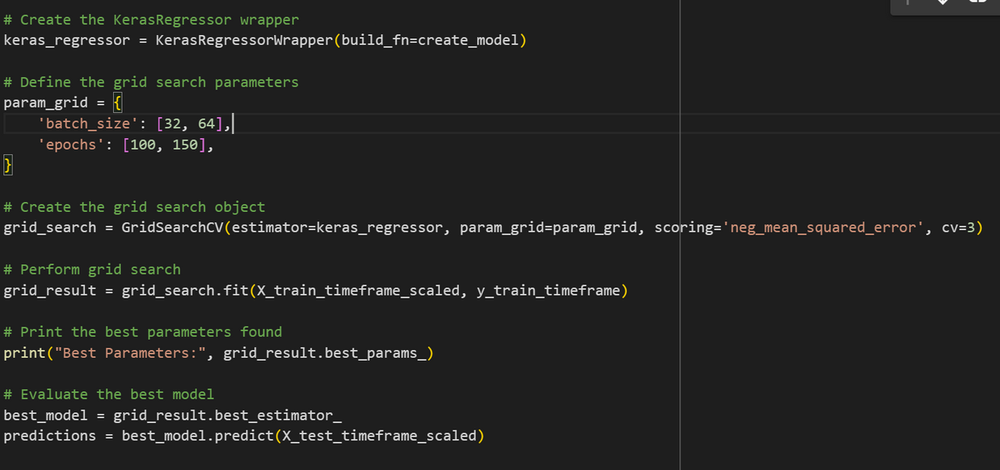 # Create the KerasRegressor wrapper
keras_regressor = KerasRegressorWrapper(build_fn=create_model)
# Define the grid search parameters
param_grid = {
    'batch_size': [32, 64],
    'epochs': [100, 150],
}
# Create the grid search object
grid_search = GridSearchCV(estimator=keras_regressor, param_grid=param_grid, scoring='neg_mean_squared_error', cv=3)
# Perform grid search
grid_result = grid_search.fit(X_train_timeframe_scaled, y_train_timeframe)
# Print the best parameters found
print("Best Parameters:", grid_result.best_params_)
# Evaluate the best model
best_model = grid_result.best_estimator_
predictions = best_model.predict(X_test_timeframe_scaled)